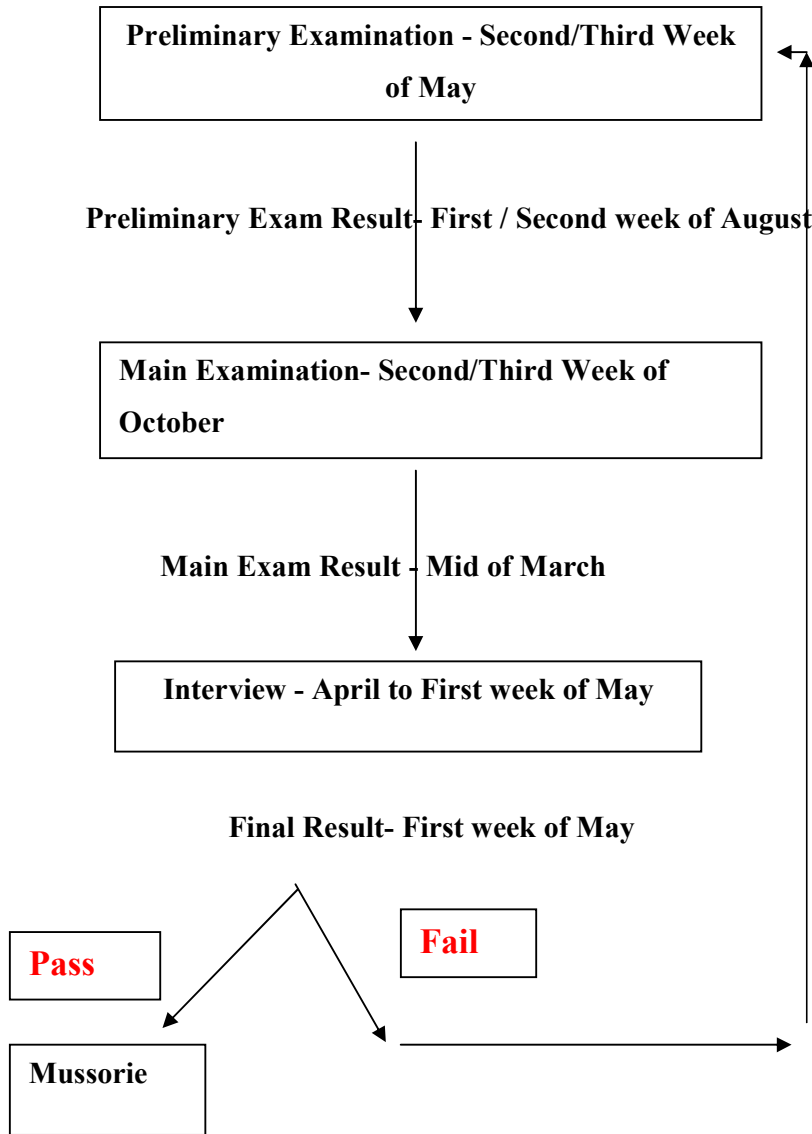 Preliminary Examination - Second/Third Week
of May
Preliminary Exam Result- First / Second week of August
Main Examination- Second/Third Week of
October
Main Exam Result - Mid of March
Interview - April to First week of May
Final Result- First week of May
Pass
Fail
Mussorie